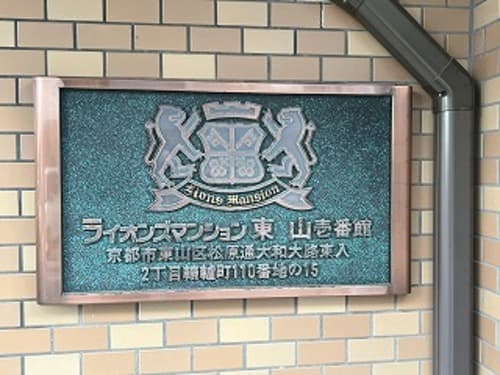 Lions Mansion
ライオンズマンション東 山壱番館
京都市東山区松原通大和大路東入
2丁目轆轤町110番地の15